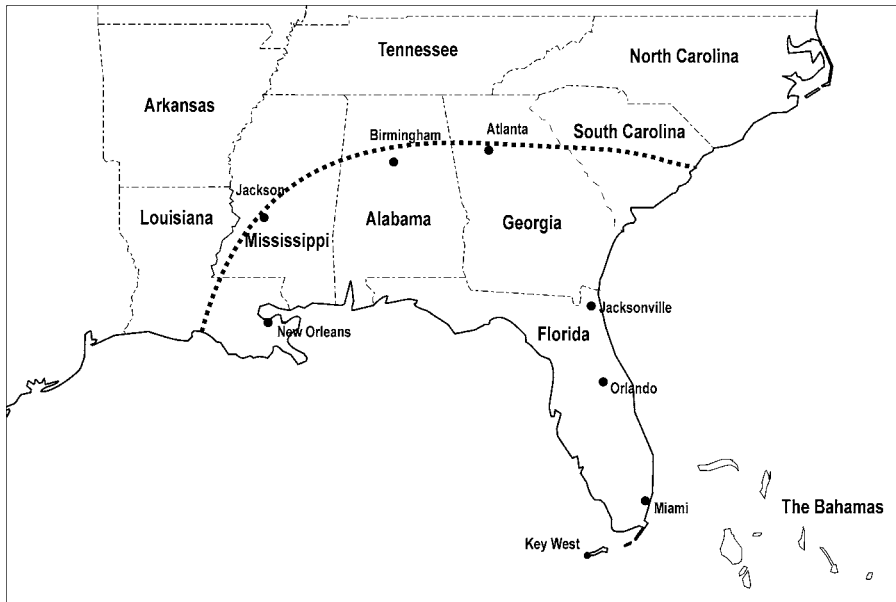 Tennessee
North Carolina
Arkansas
Birmingham
Atlanta
South Carolina
Jackson
Louisiana
Mississippi
Alabama
Georgia
New Orleans
Jacksonville
Florida
Orlando
Miami
The Bahamas
Key West